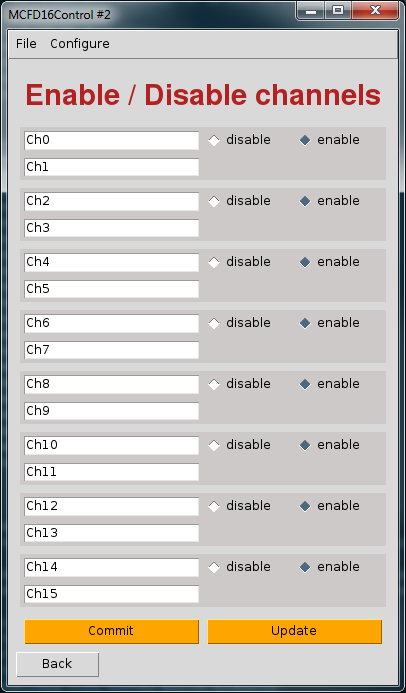 MCFD16Control #2
File Configure
Enable / Disable channels
Ch0 disable enable
Ch1
Ch2 disable enable
Ch3
Ch4 disable enable
Ch5
Ch6 disable enable
Ch7
Ch8 disable enable
Ch9
Ch10 disable enable
Ch11
Ch12 disable enable
Ch13
Ch14 disable enable
Ch15
Commit Update
Back